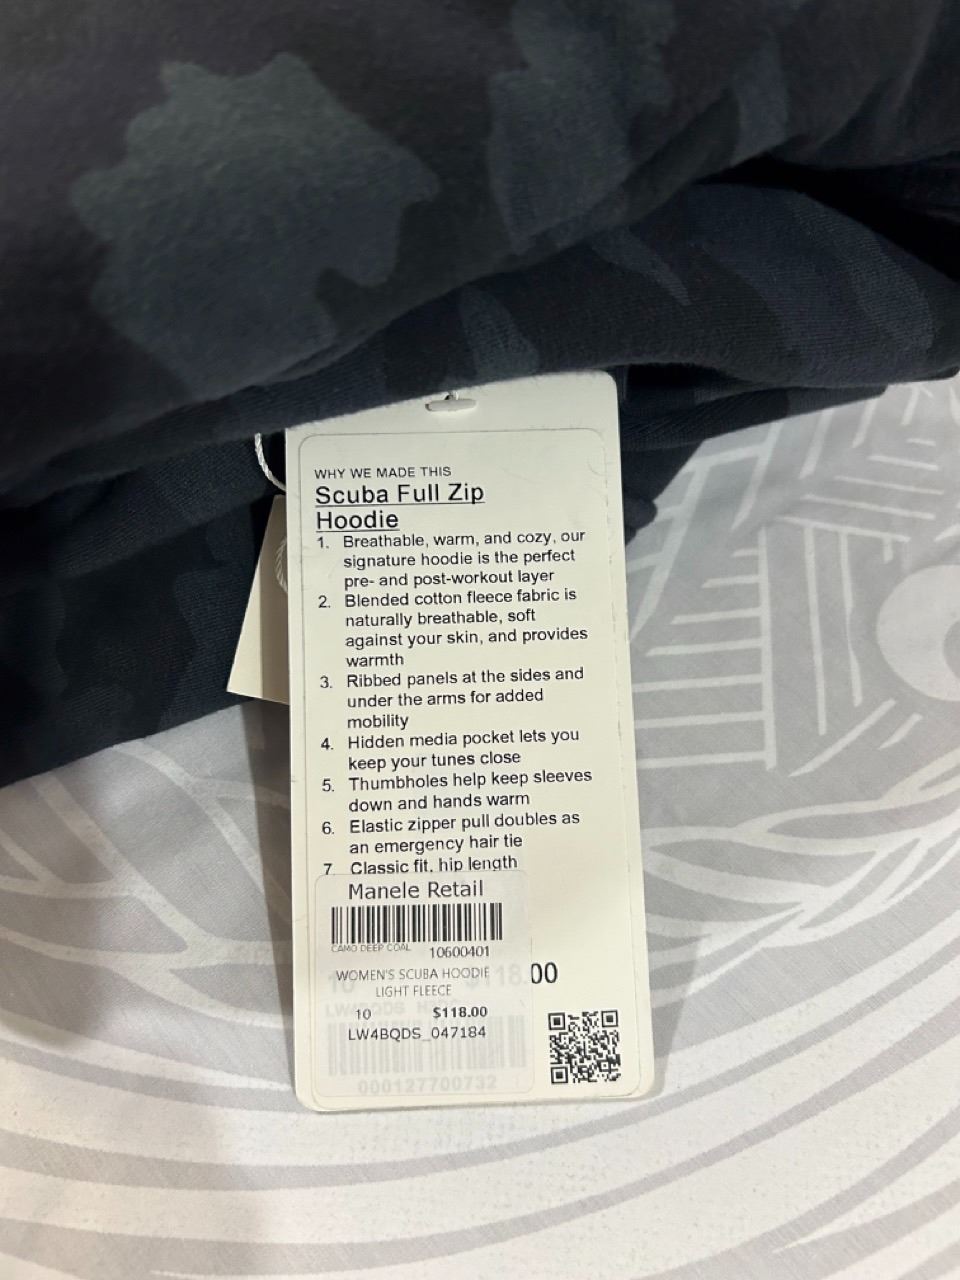 WHY WE MADE THIS
Scuba Full Zip
Hoodie
1. Breathable, warm, and cozy, our
signature hoodie is the perfect
pre- and post-workout layer
2. Blended cotton fleece fabric is
naturally breathable, soft
against your skin, and provides
warmth
3. Ribbed panels at the sides and
under the arms for added
mobility
4. Hidden media pocket lets you
keep your tunes close
5. Thumbholes help keep sleeves
down and hands warm
6. Elastic zipper pull doubles as
an emergency hair tie
7. Classic fit, hip length
Manele Retail
CAMO DEEP COAL 10600401
WOMEN'S SCUBA HOODIE
LIGHT FLEECE
10 $118.00
LW4BQDS_047184
10 $118.00
000127700732